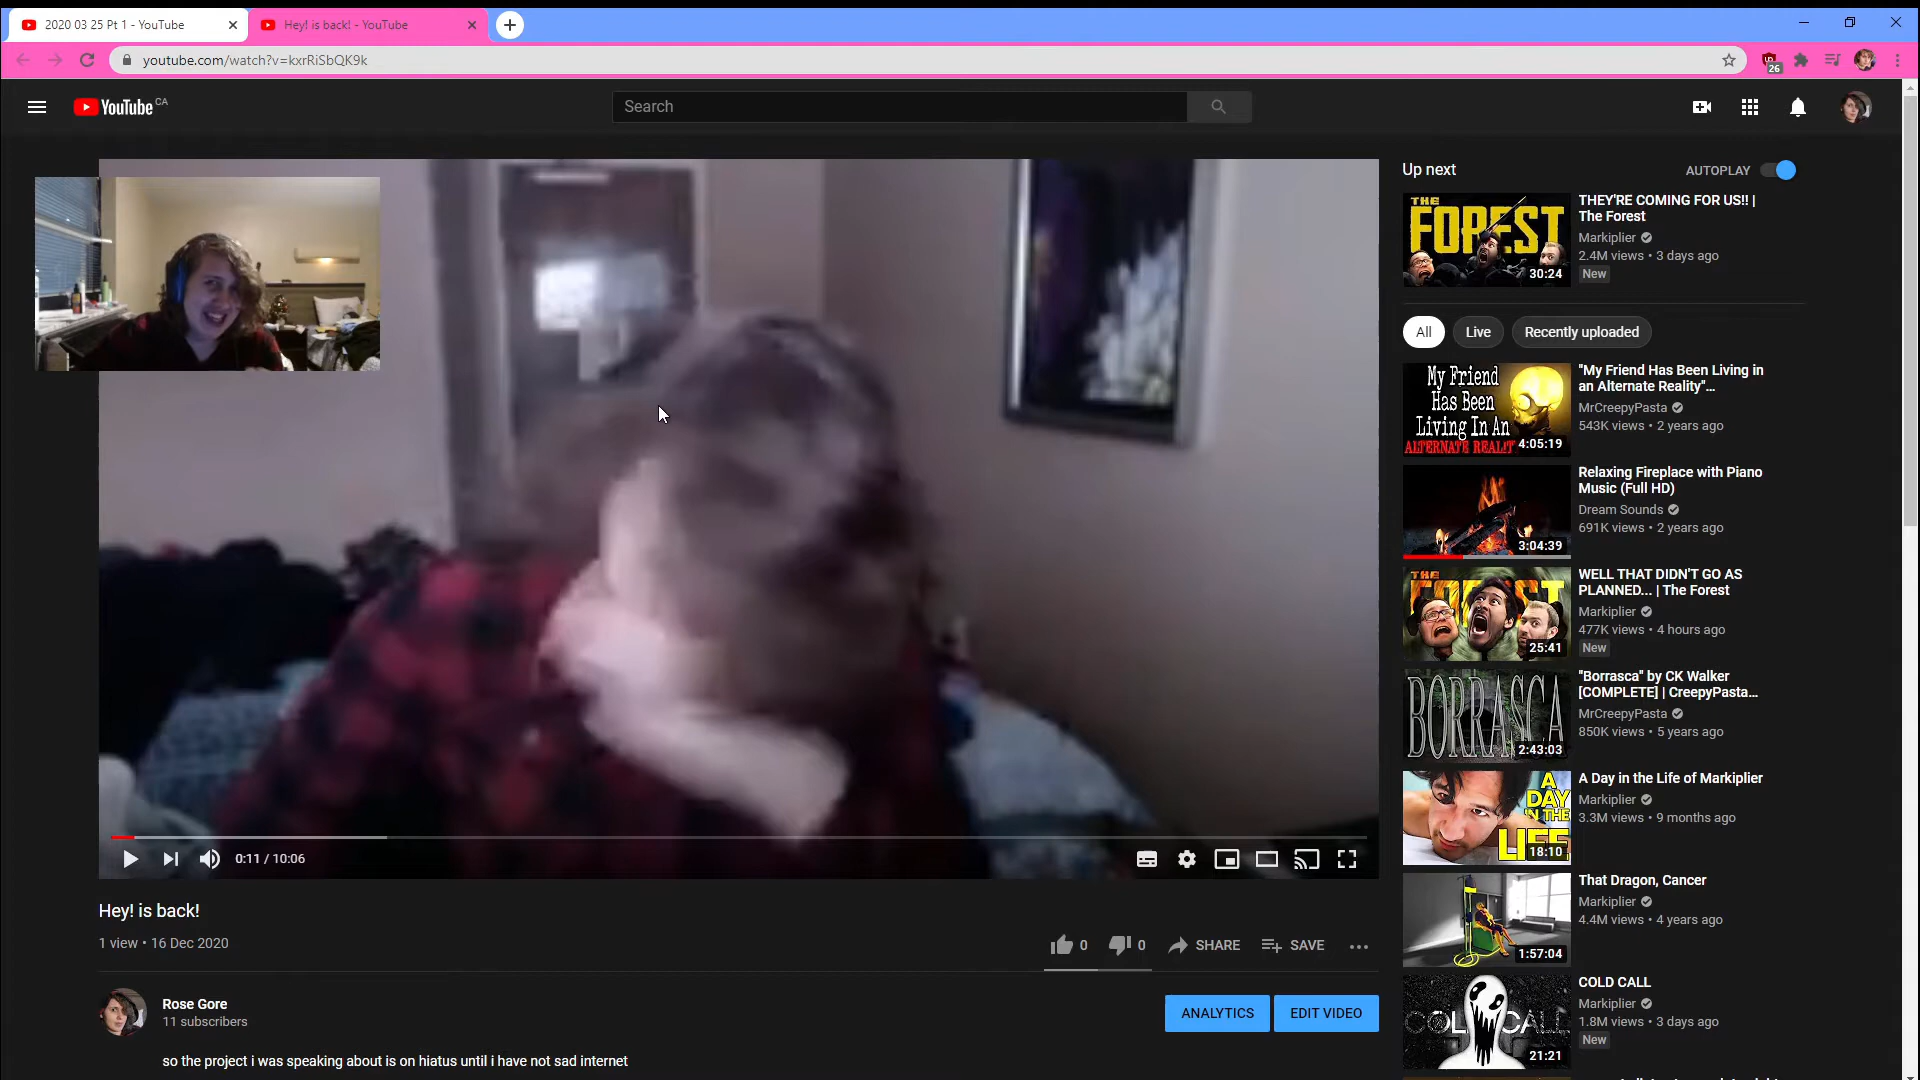 2020 03 25 Pt 1 - YouTube
Hey! is back! - YouTube
youtube.com/watch?v=kxrRiSbQK9k
26
YouTube CA
Search
Hey! is back!
1 view • 16 Dec 2020
0:11 / 10:06
0
0
SHARE
SAVE
Rose Gore
11 subscribers
ANALYTICS
EDIT VIDEO
so the project i was speaking about is on hiatus until i have not sad internet
Up next
AUTOPLAY
THE
FOREST
30:24
THEY'RE COMING FOR US!! |
The Forest
Markiplier
2.4M views • 3 days ago
New
All
Live
Recently uploaded
My Friend
Has Been
Living In An
ALTERNATE REALITY
4:05:19
"My Friend Has Been Living in
an Alternate Reality"...
MrCreepyPasta
543K views • 2 years ago
3:04:39
Relaxing Fireplace with Piano
Music (Full HD)
Dream Sounds
691K views • 2 years ago
THE
25:41
WELL THAT DIDN'T GO AS
PLANNED... | The Forest
Markiplier
477K views • 4 hours ago
New
BORRASCA
2:43:03
"Borrasca" by CK Walker
[COMPLETE] | CreepyPasta...
MrCreepyPasta
850K views • 5 years ago
A
DAY
IN THE
LIFE
18:10
A Day in the Life of Markiplier
Markiplier
3.3M views • 9 months ago
1:57:04
That Dragon, Cancer
Markiplier
4.4M views • 4 years ago
COLD CALL
21:21
COLD CALL
Markiplier
1.8M views • 3 days ago
New